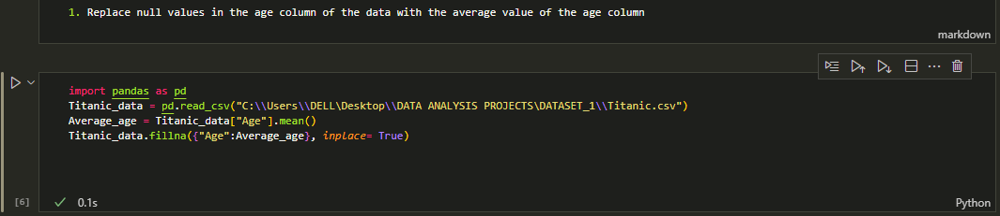 1. Replace null values in the age column of the data with the average value of the age column
markdown
import pandas as pd
Titanic_data = pd.read_csv("C:\\Users\\DELL\Desktop\\DATA ANALYSIS PROJECTS\DATASET_1\\Titanic.csv")
Average_age = Titanic_data["Age"].mean()
Titanic_data.fillna({"Age":Average_age}, inplace= True)
[6]
0.1s
Python